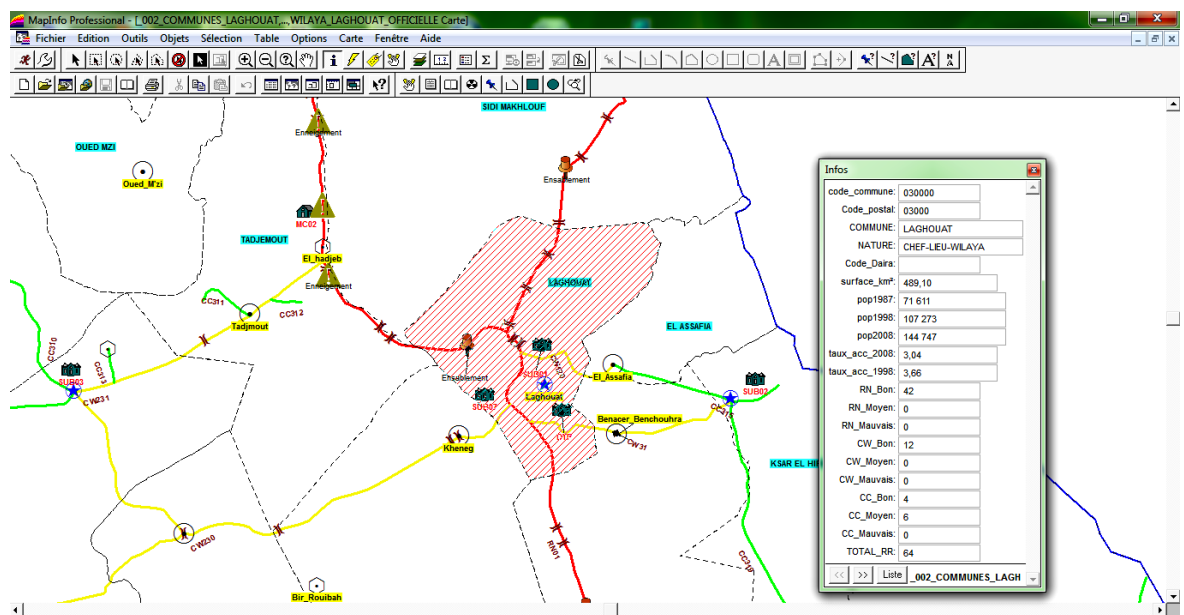 MapInfo Professional - [_002_COMMUNES_LAGHOUAT,...,WILAYA_LAGHOUAT_OFFICIELLE Carte]
Fichier Edition Outils Objets Sélection Table Options Carte Fenêtre Aide
SIDI MAKHLOUF
Enneigement
OUED MZI
Oued_M'zi
Ensablement
MC02
TADJEMOUT
El_hadjeb
Enneigement
LAGHOUAT
CC311
CC312
Tadjmout
EL ASSAFIA
CC310
CC313
SUB03
CW231
Ensablement
SUB01
El_Assafia
SUB02
Laghouat
CC315
Benacer_Benchouhra
CW31
Kheneg
KSAR EL HI
CW230
RN01
CC319
Bir_Rouibah
Infos
code_commune: 030000
Code_postal: 03000
COMMUNE: LAGHOUAT
NATURE: CHEF-LIEU-WILAYA
Code_Daira:
surface_km²: 489,10
pop1987: 71 611
pop1998: 107 273
pop2008: 144 747
taux_acc_2008: 3,04
taux_acc_1998: 3,66
RN_Bon: 42
RN_Moyen: 0
RN_Mauvais: 0
CW_Bon: 12
CW_Moyen: 0
CW_Mauvais: 0
CC_Bon: 4
CC_Moyen: 6
CC_Mauvais: 0
TOTAL_RR: 64
<< >> Liste _002_COMMUNES_LAGH